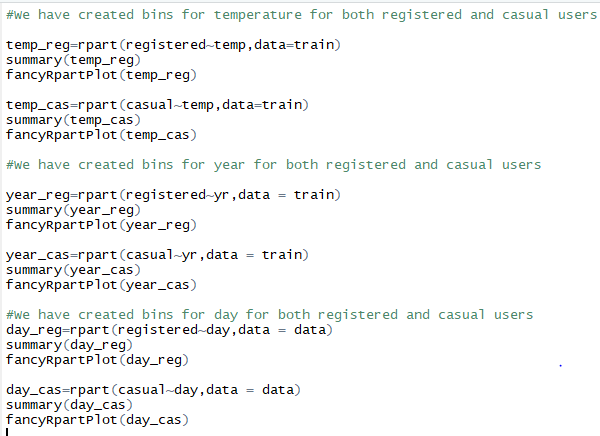 #We have created bins for temperature for both registered and casual users
temp_reg=rpart(registered~temp,data=train)
summary(temp_reg)
fancyRpartPlot(temp_reg)
temp_cas=rpart(casual~temp,data=train)
summary(temp_cas)
fancyRpartPlot(temp_cas)
#We have created bins for year for both registered and casual users
year_reg=rpart(registered~yr,data = train)
summary(year_reg)
fancyRpartPlot(year_reg)
year_cas=rpart(casual~yr,data = train)
summary(year_cas)
fancyRpartPlot(year_cas)
#We have created bins for day for both registered and casual users
day_reg=rpart(registered~day,data = data)
summary(day_reg)
fancyRpartPlot(day_reg)
day_cas=rpart(casual~day,data = data)
summary(day_cas)
fancyRpartPlot(day_cas)